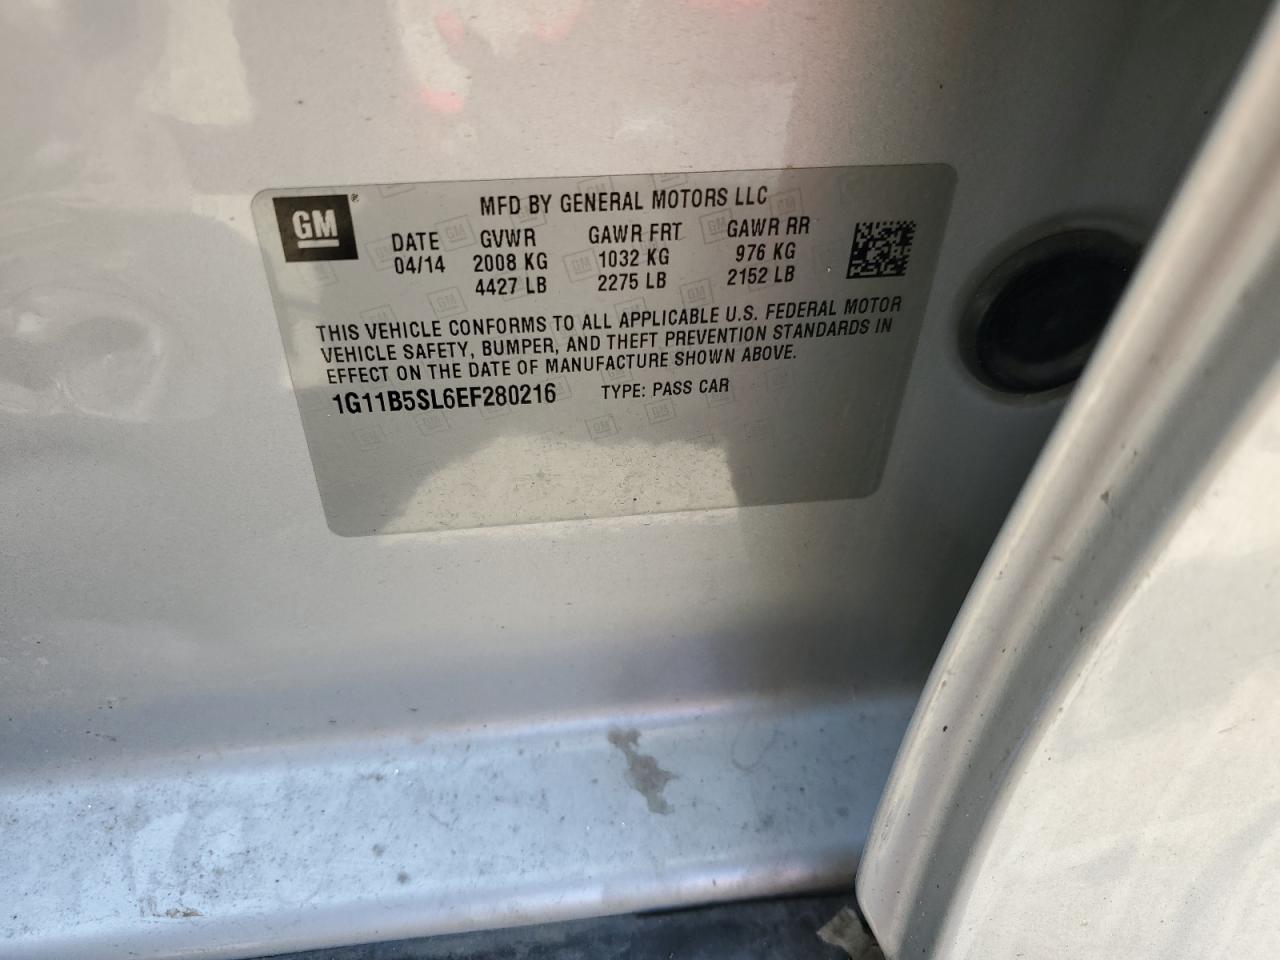 GM®
MFD BY GENERAL MOTORS LLC
DATE GVWR GAWR FRT GAWR RR
04/14 2008 KG 1032 KG 976 KG
4427 LB 2275 LB 2152 LB
THIS VEHICLE CONFORMS TO ALL APPLICABLE U.S. FEDERAL MOTOR
VEHICLE SAFETY, BUMPER, AND THEFT PREVENTION STANDARDS IN
EFFECT ON THE DATE OF MANUFACTURE SHOWN ABOVE.
1G11B5SL6EF280216 TYPE: PASS CAR